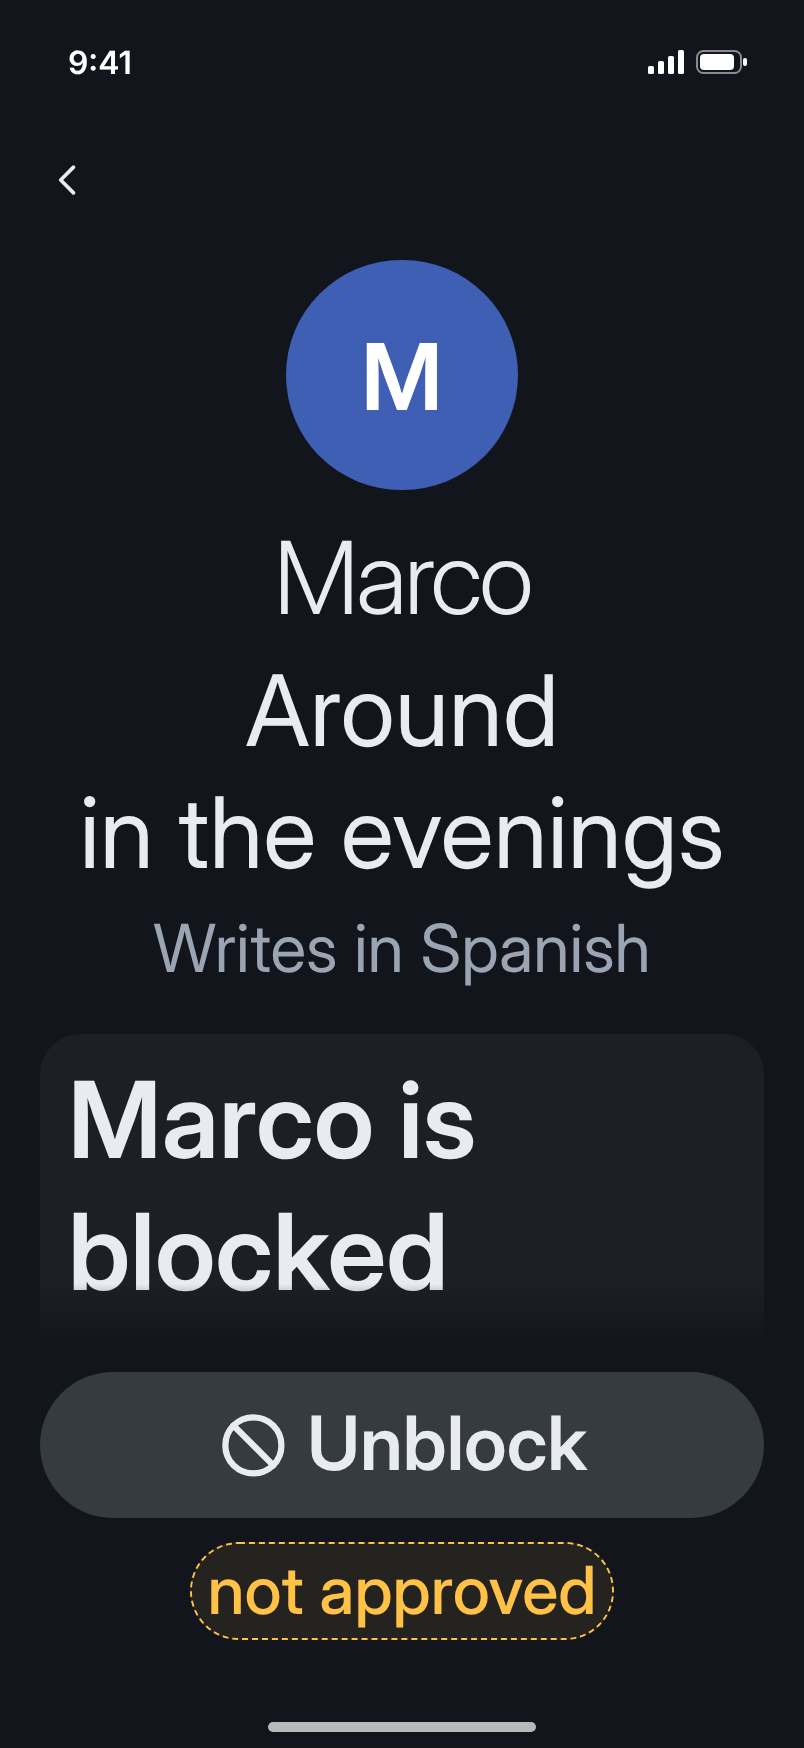 9:41
M
Marco
Around
in the evenings
Writes in Spanish
Marco is
blocked
Unblock
not approved